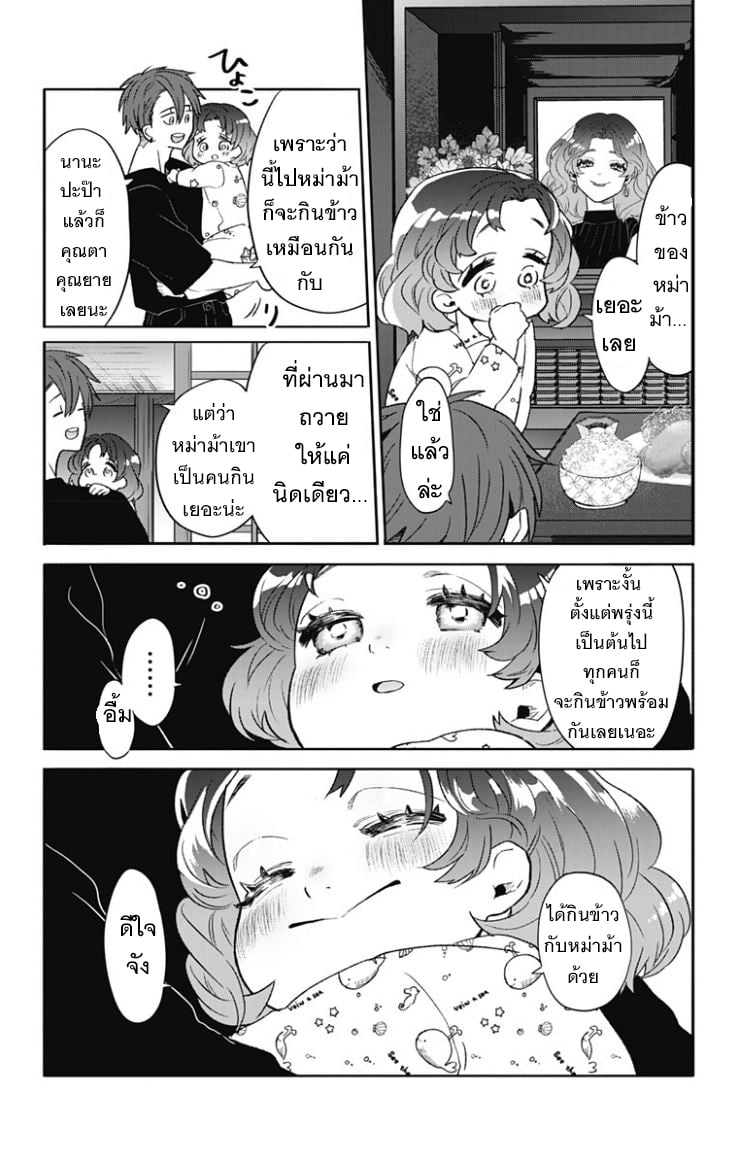 ข้าว
ของ
หม่า
ม้า...
เยอะ
เลย
ใช่
แล้ว
ล่ะ
เพราะว่า
นี้ไปหม่าม้า
ก็จะกินข้าว
เหมือนกัน
กับ
นานะ
ปะป๊า
แล้วก็
คุณตา
คุณยาย
เลยนะ
ひょこ
り
ที่ผ่านมา
ถวาย
ให้แค่
นิดเดียว...
แต่ว่า
หม่าม้าเขา
เป็นคนกิน
เยอะน่ะ
เพราะงั้น
ตั้งแต่พรุ่งนี้
เป็นต้นไป
ทุกคนก็
จะกินข้าวพร้อม
กันเลยเนอะ
........
อื้ม
ได้กินข้าว
กับหม่าม้า
ด้วย
ดีใจ
จัง
VEIW A SEA